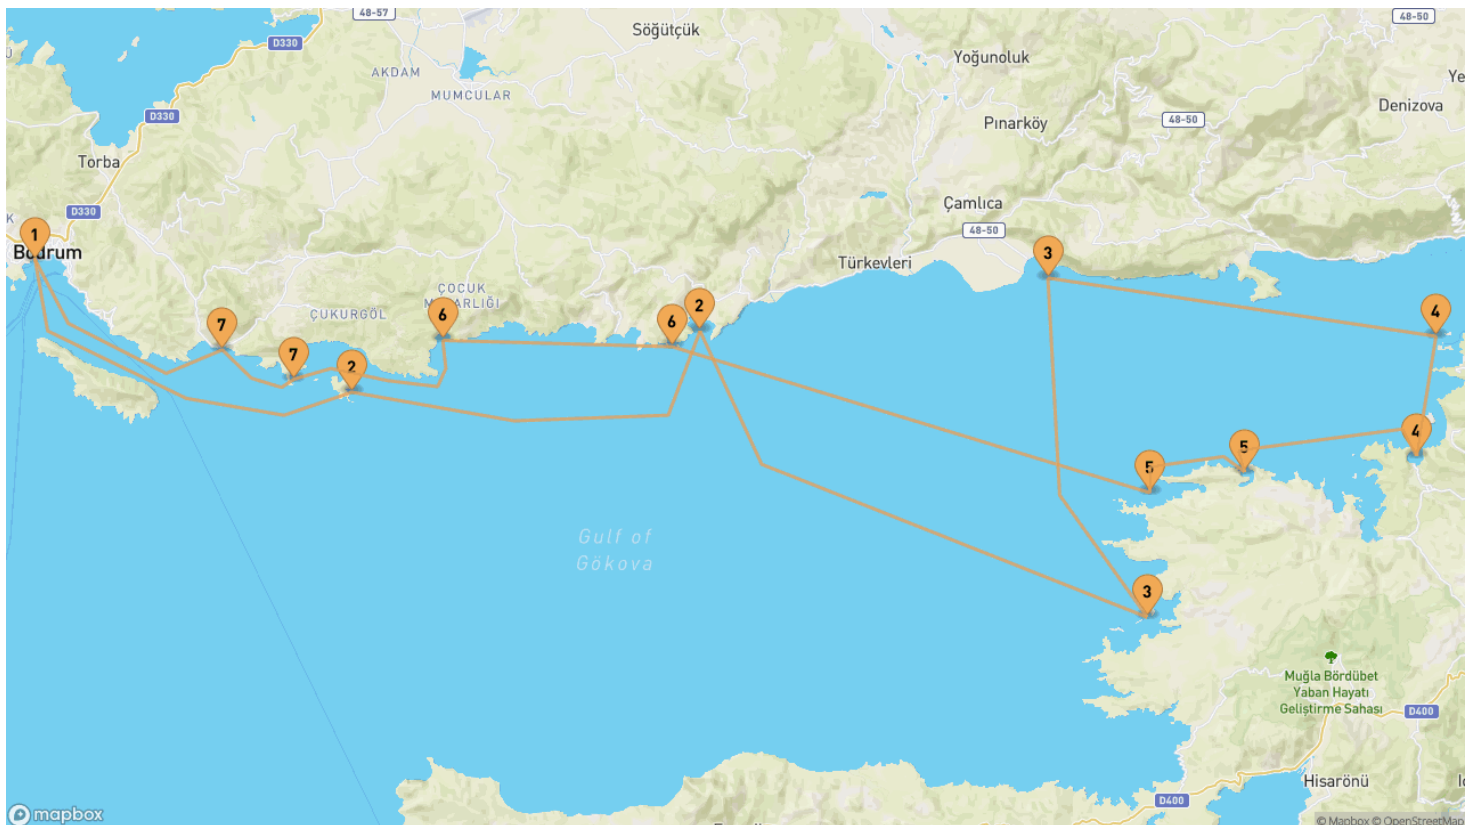 48-57
48-50
Söğütçük
D330
Yoğunoluk
AKDAM
MUMCULAR
Denizova
D330
48-50
Pınarköy
Torba
Çamlıca
D330
48-50
1
Bodrum
3
Türkevleri
ÇOCUK
MEZARLIĞI
2
4
6
6
ÇUKURGÖL
7
7
2
4
5
5
Gulf of
Gökova
3
Muğla Bördübet
Yaban Hayatı
Geliştirme Sahası
D400
Hisarönü
D400
mapbox
© Mapbox © OpenStreetMap